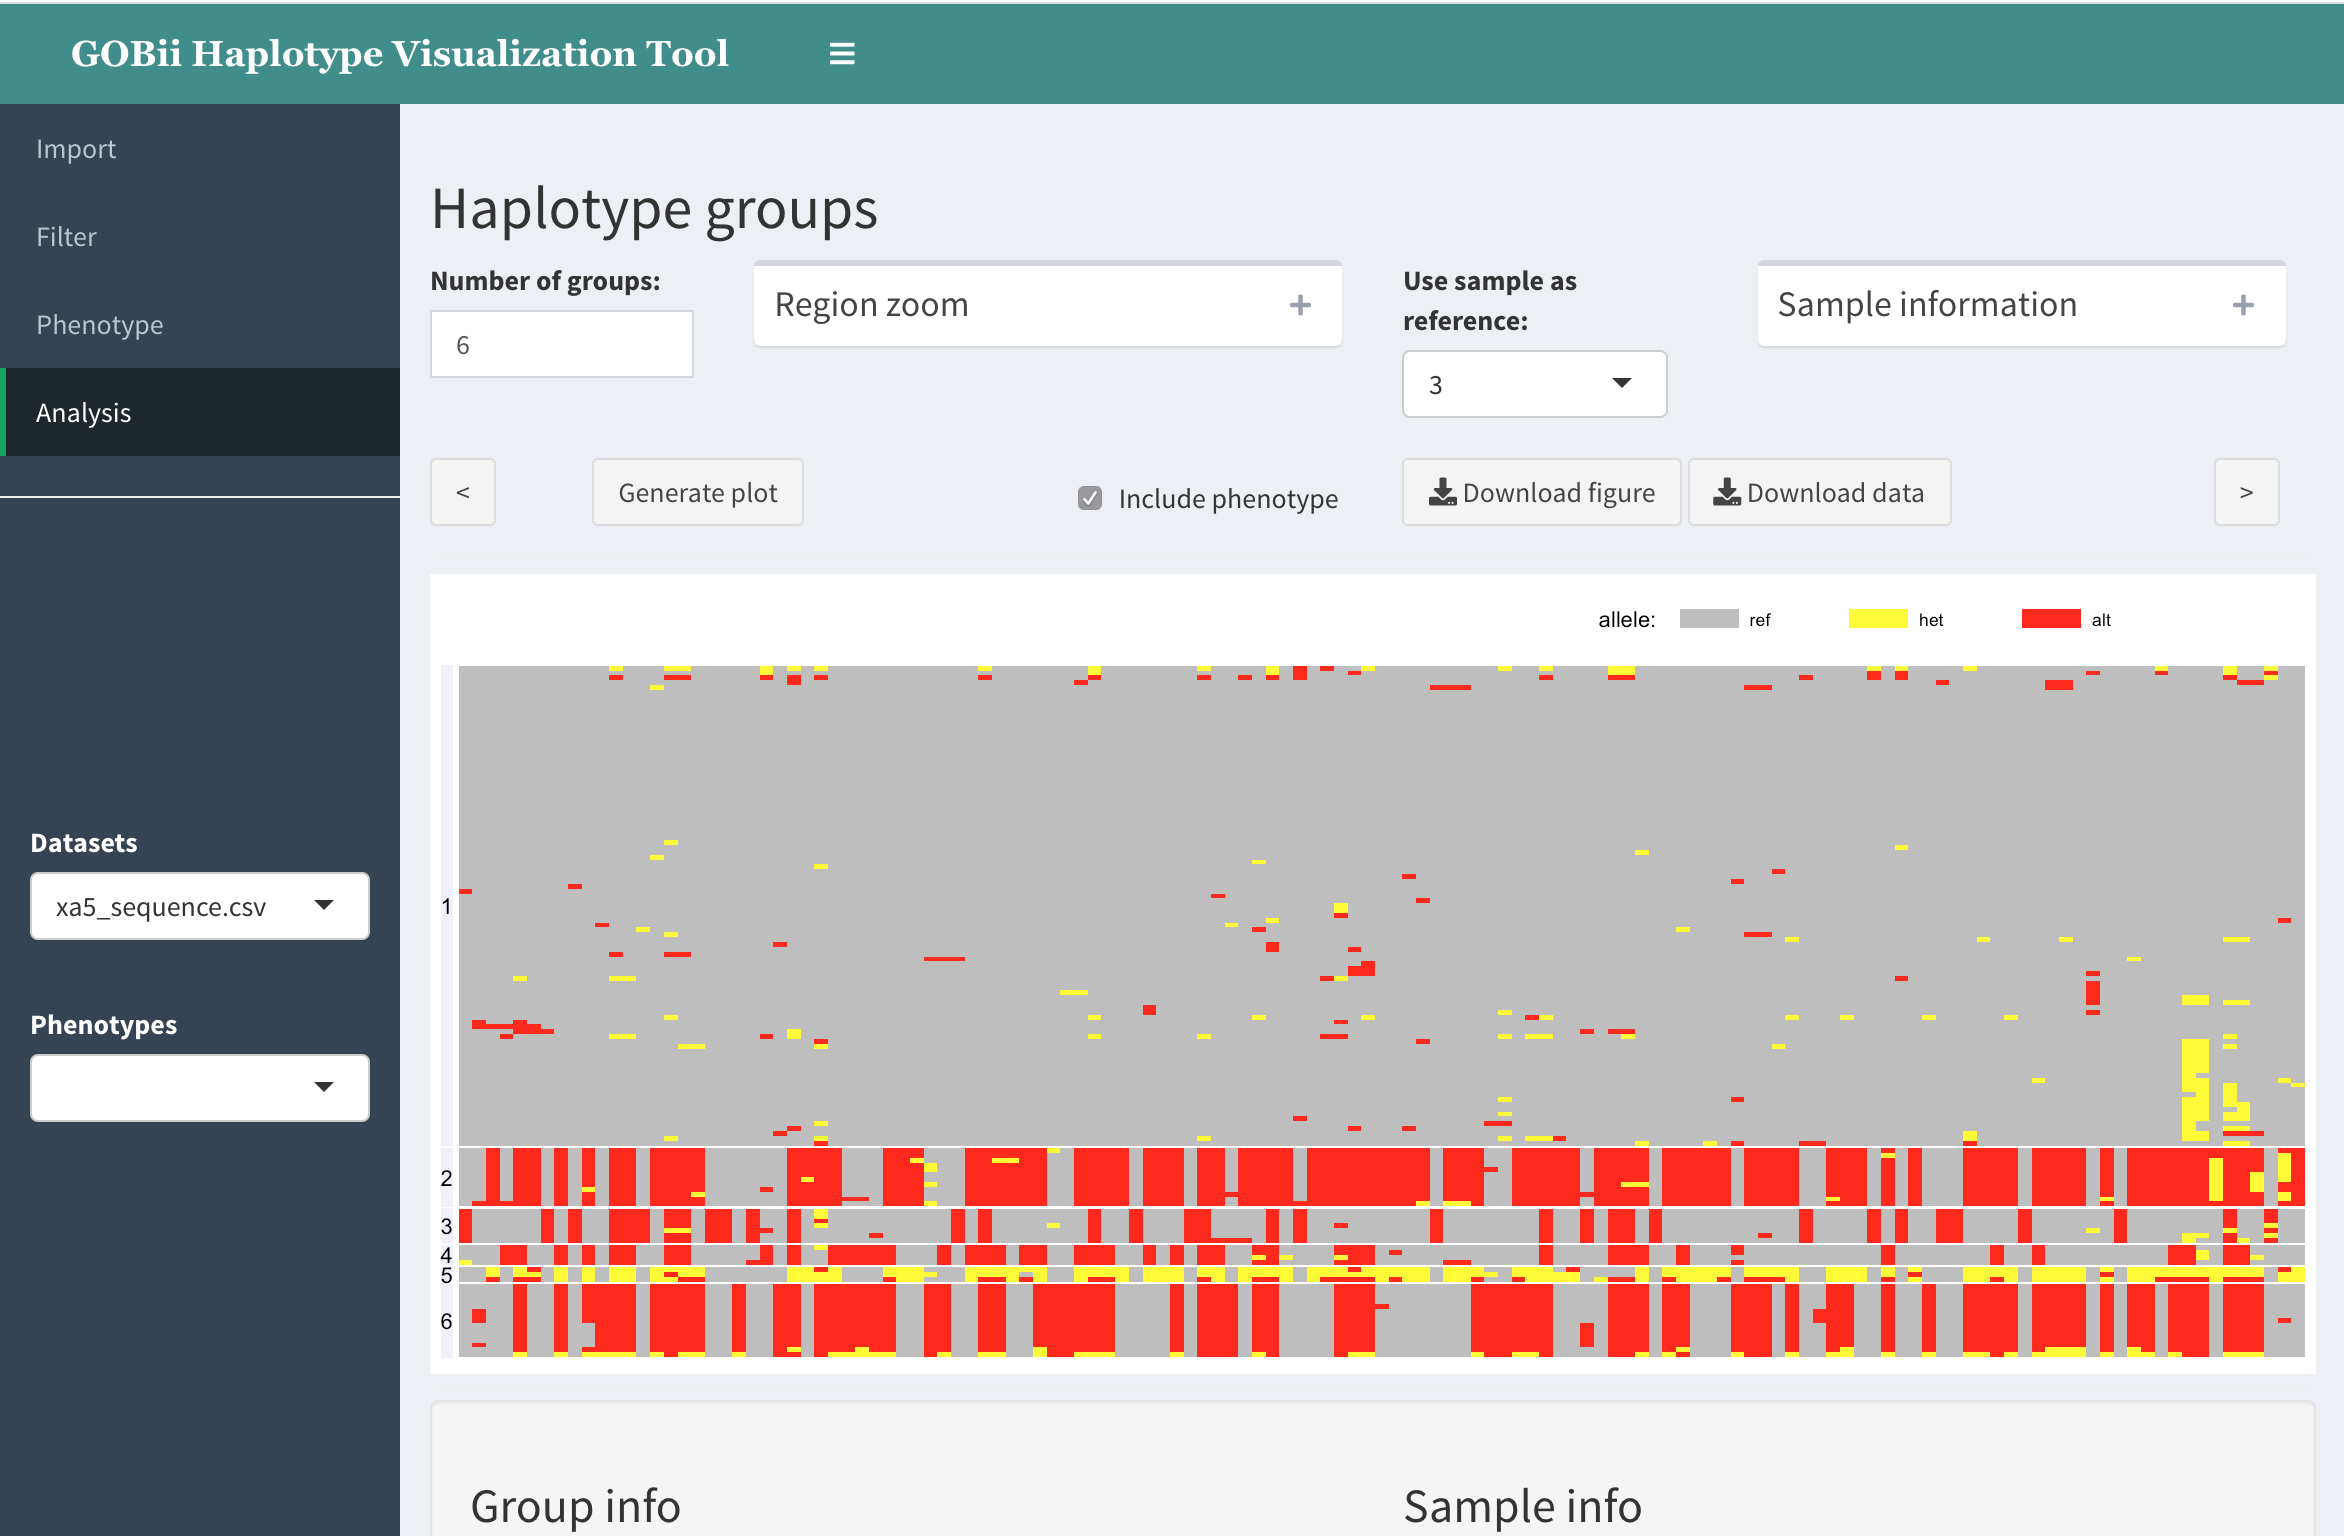 GOBii Haplotype Visualization Tool
Import
Filter
Phenotype
Analysis
Datasets
xa5_sequence.csv
Phenotypes
Haplotype groups
Number of groups:
6
Region zoom
Use sample as
reference:
3
Sample information
<
Generate plot
Include phenotype
Download figure
Download data
>
allele:
ref
het
alt
1
2
3
4
5
6
Group info
Sample info